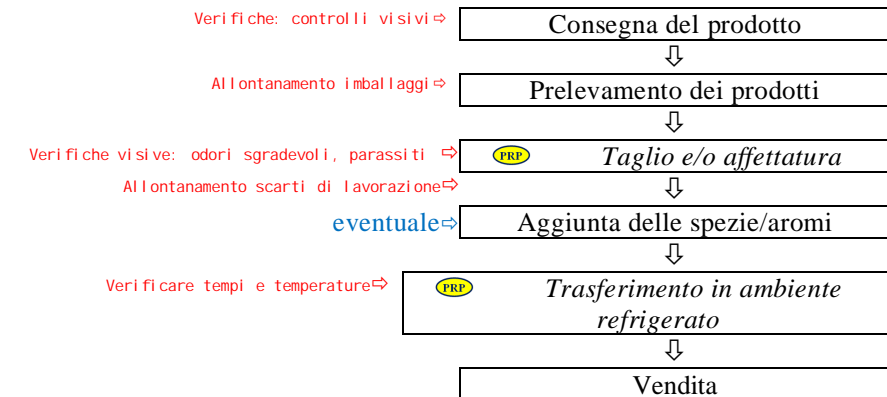 Verifiche: controlli visivi⇨ Consegna del prodotto
Allontanamento imballaggi⇨ Prelevamento dei prodotti
Verifiche visive: odori sgradevoli, parassiti ⇨ PRP Taglio e/o affettatura
Allontanamento scarti di lavorazione⇨
eventuale⇨ Aggiunta delle spezie/aromi
Verificare tempi e temperature⇨ PRP Trasferimento in ambiente
refrigerato
Vendita